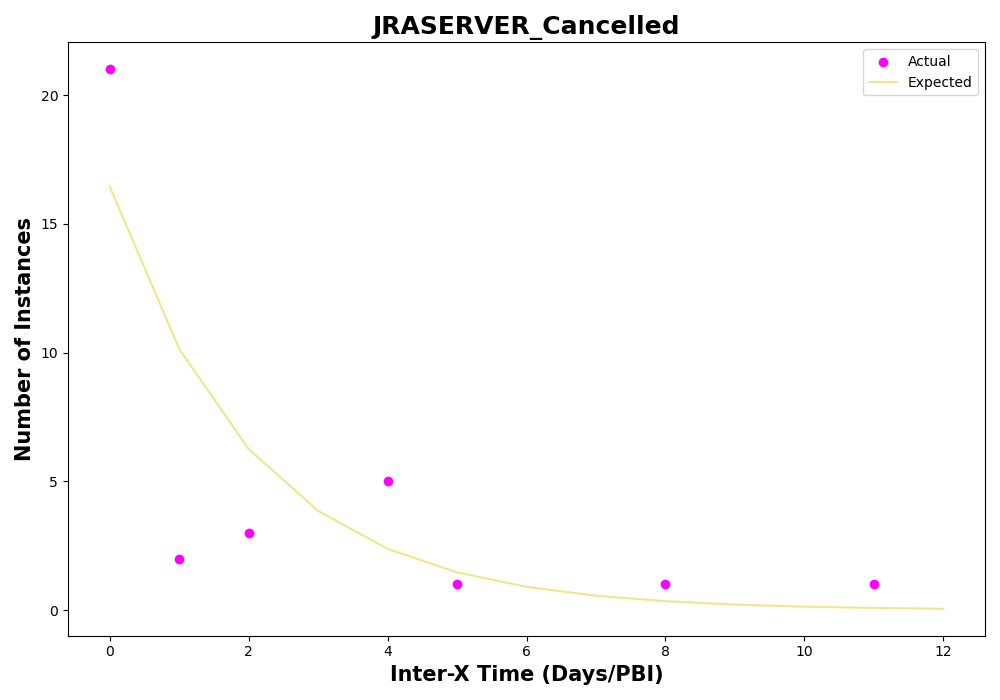 JRASERVER_Cancelled
Actual
Expected
Number of Instances
20
15
10
5
0
0 2 4 6 8 10 12
Inter-X Time (Days/PBI)